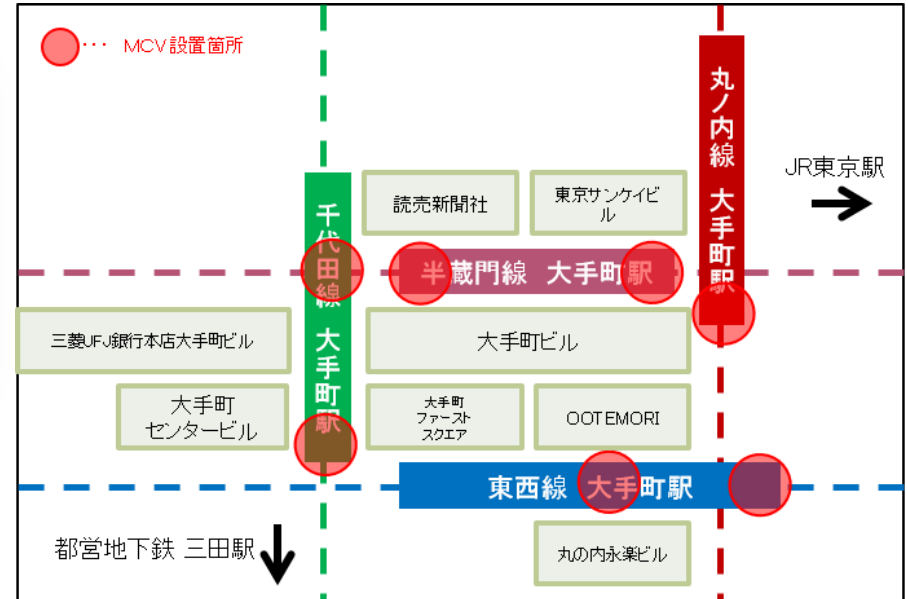 … MCV設置箇所
丸ノ内線 大手町駅
JR東京駅
千代田線 大手町駅
読売新聞社
東京サンケイビ
ル
半蔵門線 大手町駅
三菱UFJ銀行本店大手町ビル
大手町ビル
大手町
センタービル
大手町
ファースト
スクエア
OOTEMORI
東西線 大手町駅
都営地下鉄 三田駅
丸の内永楽ビル